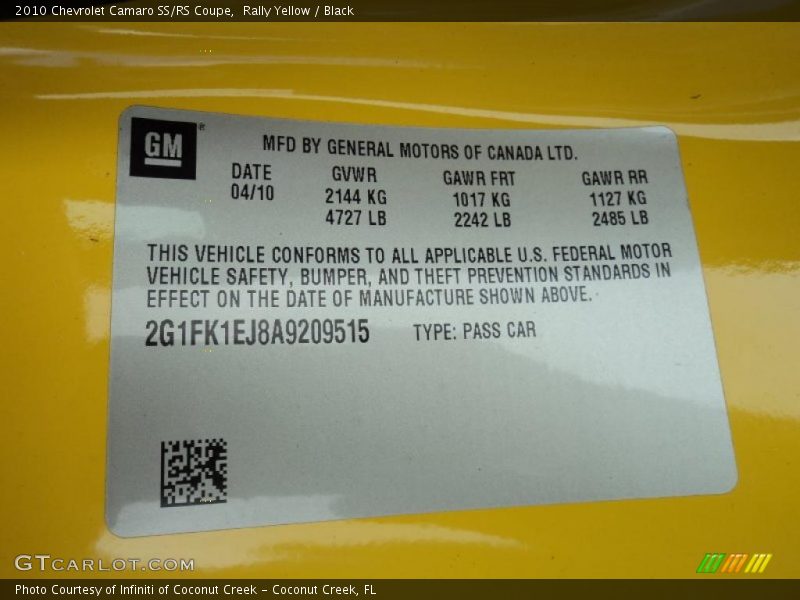 2010 Chevrolet Camaro SS/RS Coupe,  Rally Yellow / Black
GM®
MFD BY GENERAL MOTORS OF CANADA LTD.
DATE GVWR GAWR FRT GAWR RR
04/10 2144 KG 1017 KG 1127 KG
4727 LB 2242 LB 2485 LB
THIS VEHICLE CONFORMS TO ALL APPLICABLE U.S. FEDERAL MOTOR
VEHICLE SAFETY, BUMPER, AND THEFT PREVENTION STANDARDS IN
EFFECT ON THE DATE OF MANUFACTURE SHOWN ABOVE.
2G1FK1EJ8A9209515 TYPE: PASS CAR
GTCARLOT.COM
Photo Courtesy of Infiniti of Coconut Creek – Coconut Creek, FL